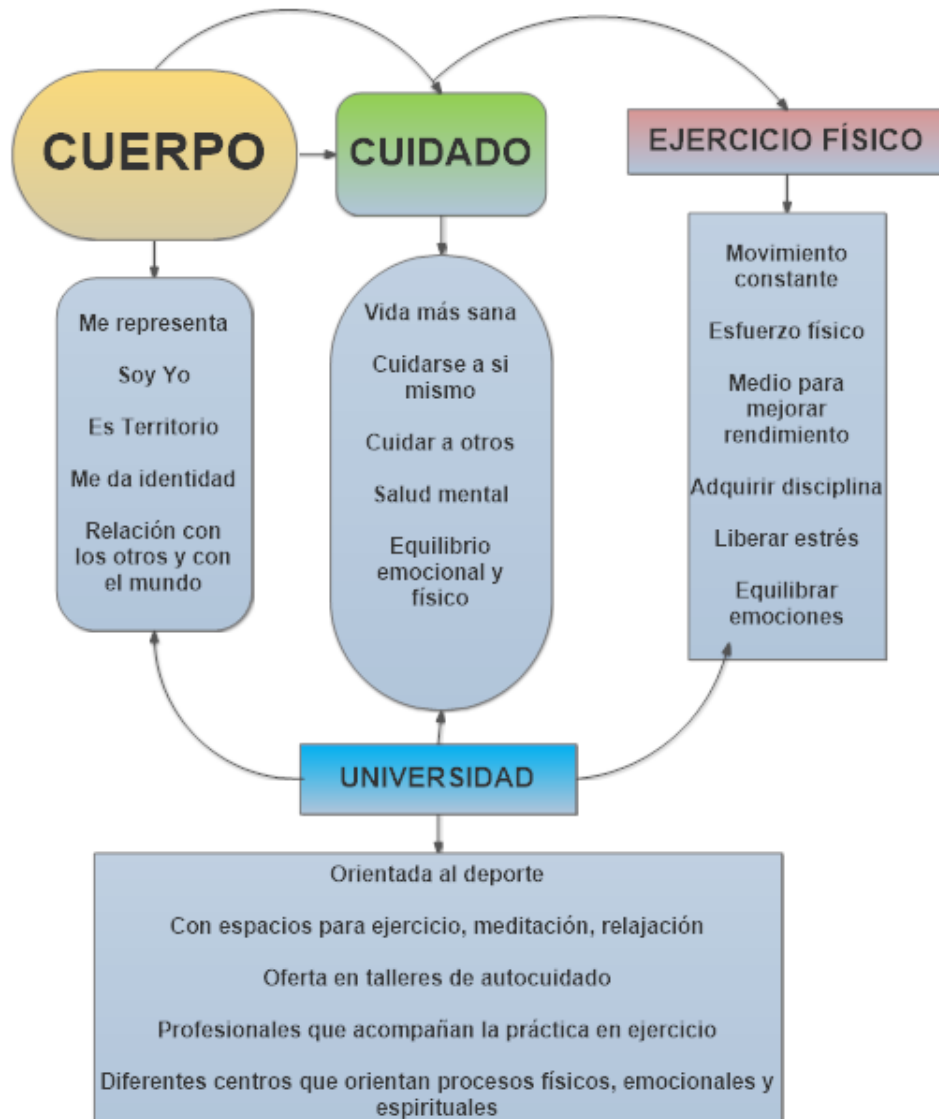 CUERPO
CUIDADO
EJERCICIO FÍSICO
Me representa
Soy Yo
Es Territorio
Me da identidad
Relación con
los otros y con
el mundo
Vida más sana
Cuidarse a si
mismo
Cuidar a otros
Salud mental
Equilibrio
emocional y
físico
Movimiento
constante
Esfuerzo físico
Medio para
mejorar
rendimiento
Adquirir disciplina
Liberar estrés
Equilibrar
emociones
UNIVERSIDAD
Orientada al deporte
Con espacios para ejercicio, meditación, relajación
Oferta en talleres de autocuidado
Profesionales que acompañan la práctica en ejercicio
Diferentes centros que orientan procesos físicos, emocionales y
espirituales